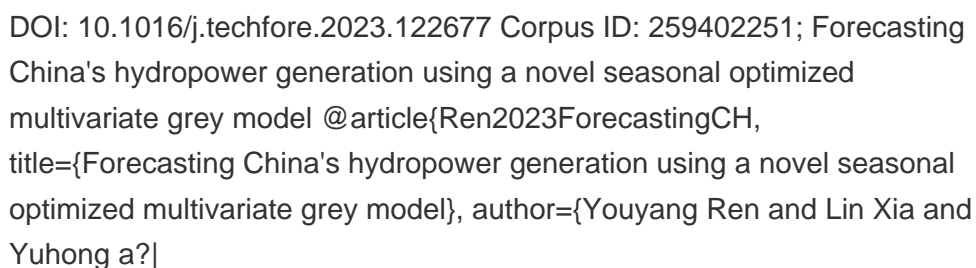 DOI: 10.1016/j.techfore.2023.122677 Corpus ID: 259402251; Forecasting
China's hydropower generation using a novel seasonal optimized
multivariate grey model @article{Ren2023ForecastingCH,
title={Forecasting China's hydropower generation using a novel seasonal
optimized multivariate grey model}, author={Youyang Ren and Lin Xia and
Yuhong a?|